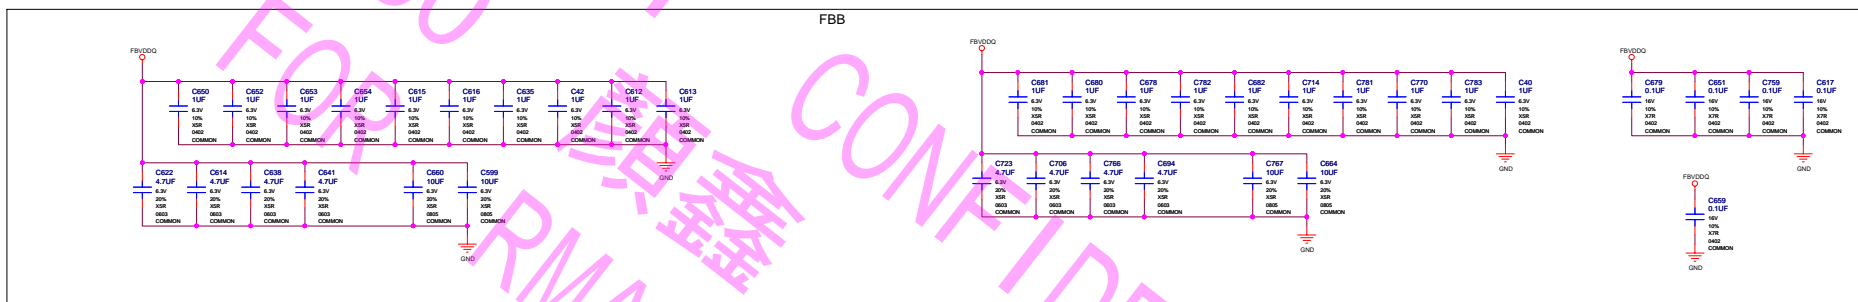 FBB
FBVDDQ
C650
1UF
6.3V
10%
X5R
0402
COMMON
C652
1UF
6.3V
10%
X5R
0402
COMMON
C653
1UF
6.3V
10%
X5R
0402
COMMON
C654
1UF
6.3V
10%
X5R
0402
COMMON
C615
1UF
6.3V
10%
X5R
0402
COMMON
C616
1UF
6.3V
10%
X5R
0402
COMMON
C635
1UF
6.3V
10%
X5R
0402
COMMON
C42
1UF
6.3V
10%
X5R
0402
COMMON
C612
1UF
6.3V
10%
X5R
0402
COMMON
C613
1UF
6.3V
10%
X5R
0402
COMMON
GND
C622
4.7UF
6.3V
20%
X5R
0603
COMMON
C614
4.7UF
6.3V
20%
X5R
0603
COMMON
C638
4.7UF
6.3V
20%
X5R
0603
COMMON
C641
4.7UF
6.3V
20%
X5R
0603
COMMON
C660
10UF
6.3V
20%
X5R
0805
COMMON
C599
10UF
6.3V
20%
X5R
0805
COMMON
GND
FBVDDQ
C681
1UF
6.3V
10%
X5R
0402
COMMON
C680
1UF
6.3V
10%
X5R
0402
COMMON
C678
1UF
6.3V
10%
X5R
0402
COMMON
C782
1UF
6.3V
10%
X5R
0402
COMMON
C682
1UF
6.3V
10%
X5R
0402
COMMON
C714
1UF
6.3V
10%
X5R
0402
COMMON
C781
1UF
6.3V
10%
X5R
0402
COMMON
C770
1UF
6.3V
10%
X5R
0402
COMMON
C783
1UF
6.3V
10%
X5R
0402
COMMON
C40
1UF
6.3V
10%
X5R
0402
COMMON
GND
C723
4.7UF
6.3V
20%
X5R
0603
COMMON
C706
4.7UF
6.3V
20%
X5R
0603
COMMON
C766
4.7UF
6.3V
20%
X5R
0603
COMMON
C694
4.7UF
6.3V
20%
X5R
0603
COMMON
C767
10UF
6.3V
20%
X5R
0805
COMMON
C664
10UF
6.3V
20%
X5R
0805
COMMON
GND
FBVDDQ
C679
0.1UF
16V
10%
X7R
0402
COMMON
C651
0.1UF
16V
10%
X7R
0402
COMMON
C759
0.1UF
16V
10%
X7R
0402
COMMON
C617
0.1UF
16V
10%
X7R
0402
COMMON
GND
FBVDDQ
C659
0.1UF
16V
10%
X7R
0402
COMMON
GND
FOR
CONFIDE
RMA